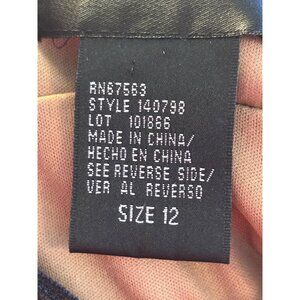 RN67563
STYLE 140798
LOT 101866
MADE IN CHINA/
HECHO EN CHINA
SEE REVERSE SIDE/
VER AL REVERSO
SIZE 12